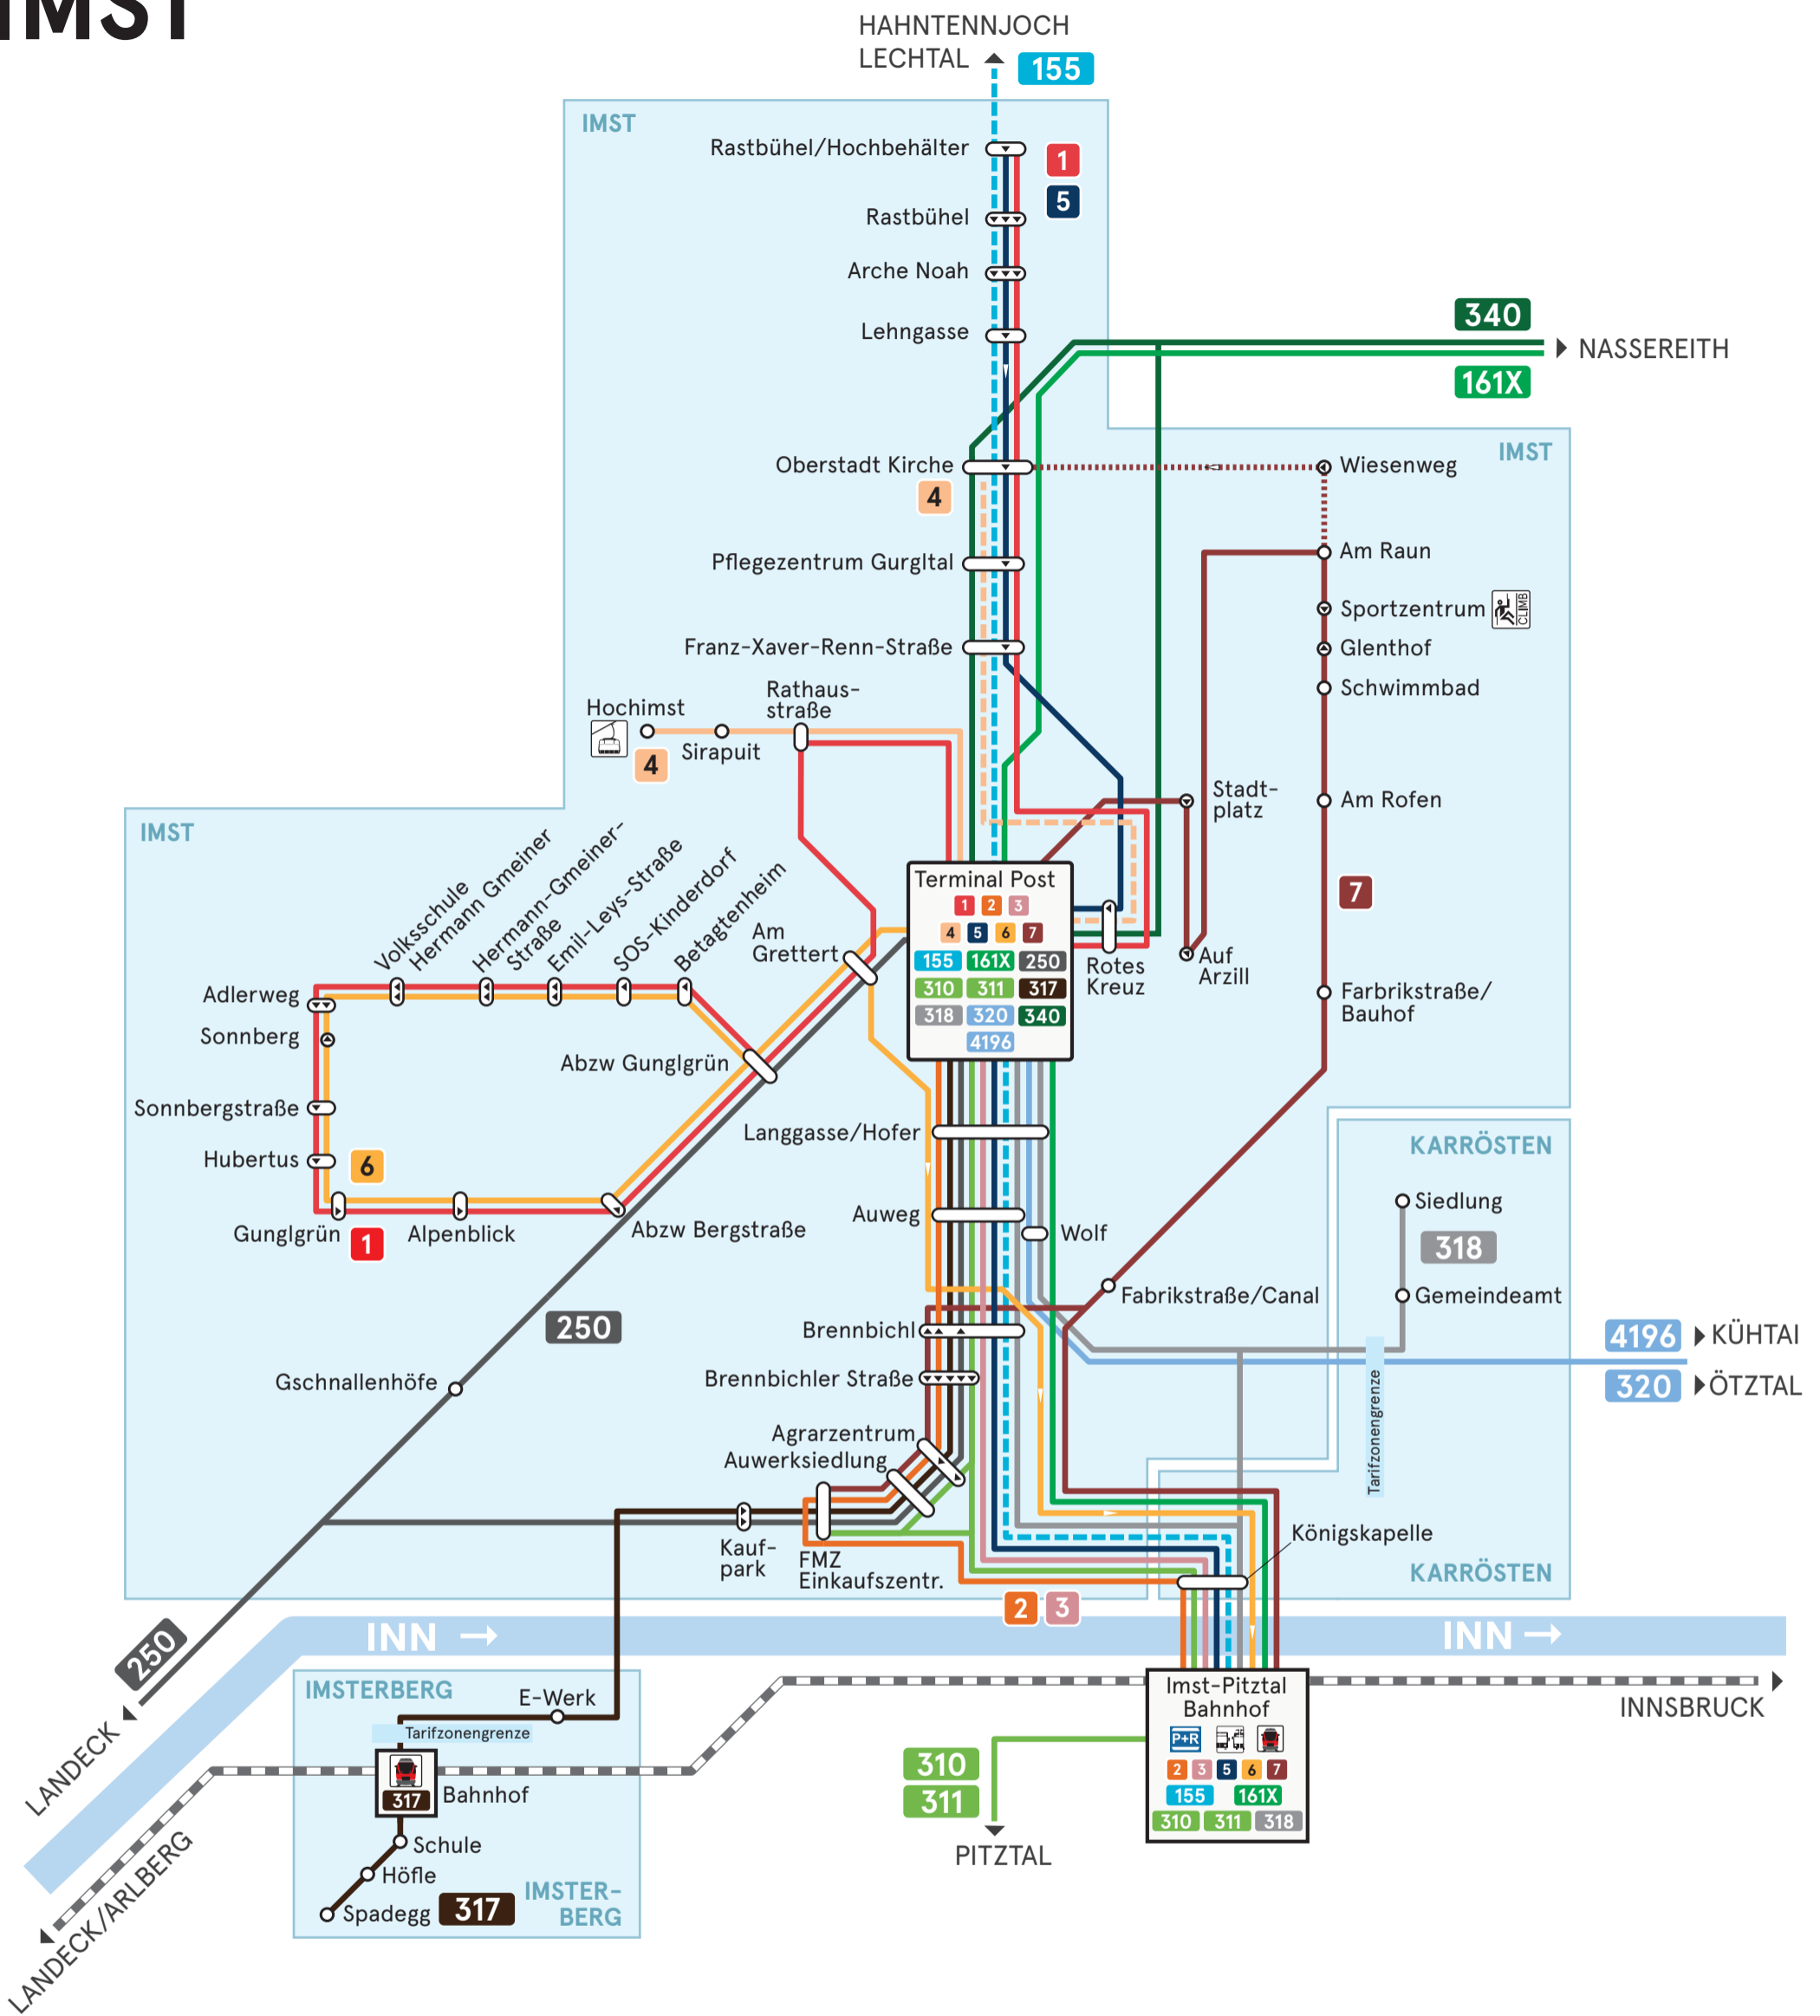 IMST
HAHNTENNJOCH
LECHTAL
155
IMST
Rastbühel/Hochbehälter
1
5
Rastbühel
Arche Noah
Lehngasse
340
NASSEREITH
161X
IMST
Oberstadt Kirche
4
Wiesenweg
Am Raun
Pflegezentrum Gurgltal
Sportzentrum
CLIMB
Glenthof
Franz-Xaver-Renn-Straße
Schwimmbad
Rathaus-
straße
Hochimst
4
Sirapuit
Stadt-
platz
Am Rofen
IMST
Volksschule
Hermann Gmeiner
Hermann-Gmeiner-
Straße
Emil-Leys-Straße
SOS-Kinderdorf
Betagtenheim
Am
Grettert
Terminal Post
1 2 3
4 5 6 7
155 161X 250
310 311 317
318 320 340
4196
7
Rotes
Kreuz
Auf
Arzill
Adlerweg
Sonnberg
Farbrikstraße/
Bauhof
Abzw Gunglgrün
Sonnbergstraße
Hubertus
6
Langgasse/Hofer
KARRÖSTEN
Gunglgrün
1
Alpenblick
Abzw Bergstraße
Auweg
Wolf
Siedlung
318
Fabrikstraße/Canal
Gemeindeamt
250
Brennbichl
4196
KÜHTAI
320
ÖTZTAL
Gschnallenhöfe
Brennbichler Straße
Tarifzonengrenze
Agrarzentrum
Auwerksiedlung
Kauf-
park
FMZ
Einkaufszentr.
Königskapelle
KARRÖSTEN
2 3
INN
INN
250
LANDECK
IMSTERBERG
E-Werk
Tarifzonengrenze
317
Bahnhof
Schule
Höfle
Spadegg
317
IMSTER-
BERG
LANDECK/ARLBERG
Imst-Pitztal
Bahnhof
P+R
2 3 5 6 7
155 161X
310 311 318
INNSBRUCK
310
311
PITZTAL